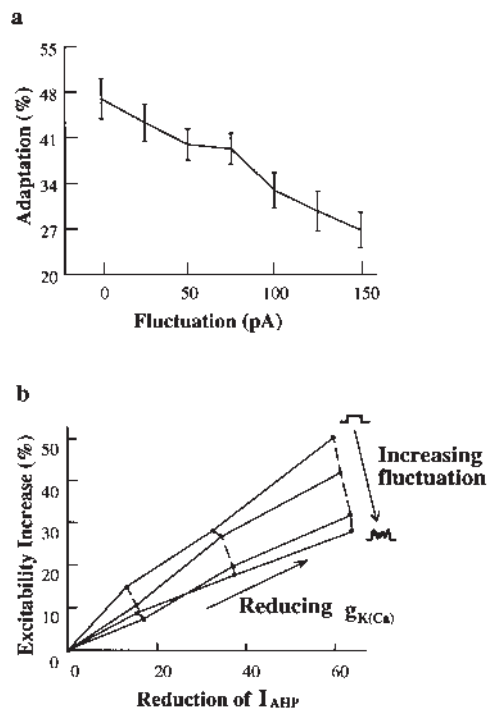 a
55
48
41
34
27
20
Adaptation (%)
0 50 100 150
Fluctuation (pA)
b
50
40
30
20
10
0
Excitability Increase (%)
Increasing
fluctuation
Reducing gK(Ca)
0 20 40 60
Reduction of IAHP